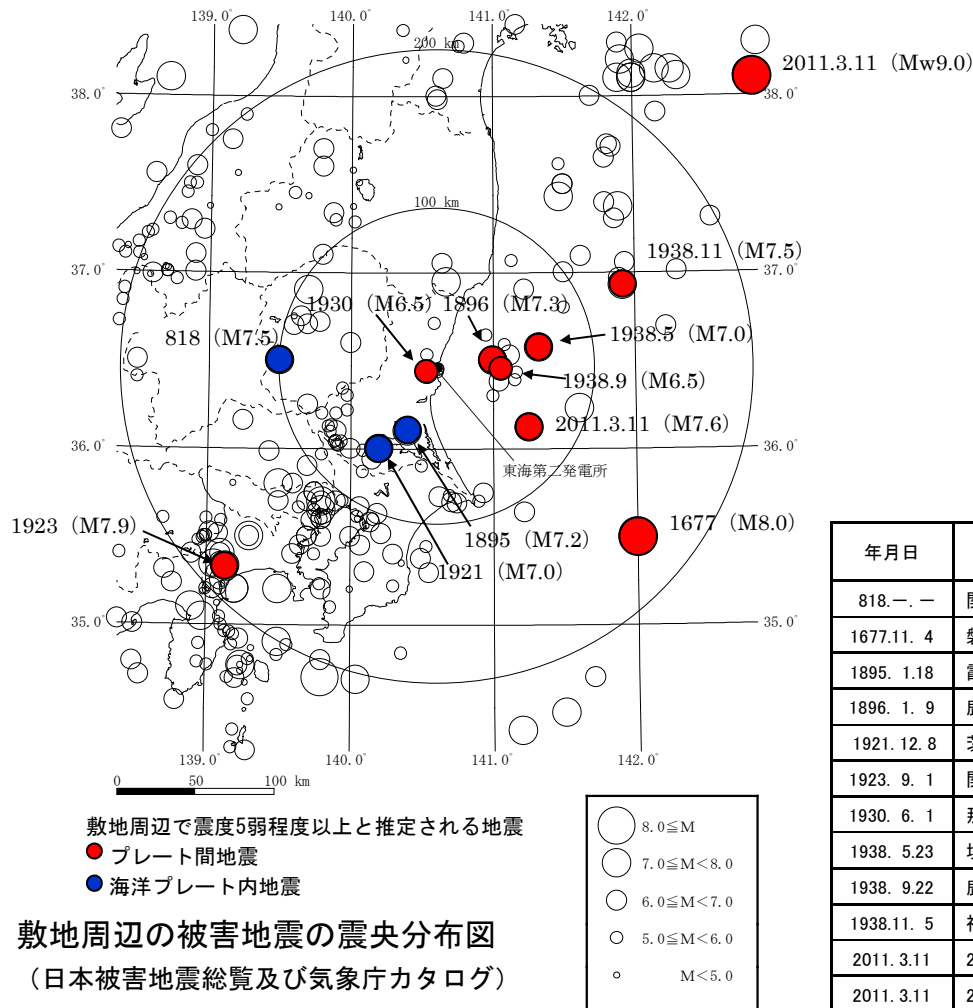 139.0° 140.0° 141.0° 142.0°
200 km
2011.3.11 (Mw9.0)
38.0° 38.0°
100 km
1938.11 (M7.5)
37.0° 37.0°
1930 (M6.5) 1896 (M7.3)
818 (M7.5) 1938.5 (M7.0)
1938.9 (M6.5)
2011.3.11 (M7.6)
36.0° 36.0°
東海第二発電所
1923 (M7.9) 1677 (M8.0)
1895 (M7.2)
1921 (M7.0)
35.0° 35.0°
139.0° 140.0° 141.0° 142.0°
0 50 100 km
敷地周辺で震度5弱程度以上と推定される地震
プレート間地震
海洋プレート内地震
敷地周辺の被害地震の震央分布図
(日本被害地震総覧及び気象庁カタログ)
8.0≦M
7.0≦M<8.0
6.0≦M<7.0
5.0≦M<6.0
M<5.0
年月日
818.ー.ー
1677.11. 4
1895. 1.18
1896. 1. 9
1921. 12. 8
1923. 9. 1
1930. 6. 1
1938. 5.23
1938. 9.22
1938.11. 5
2011. 3.11 2
2011. 3.11 2